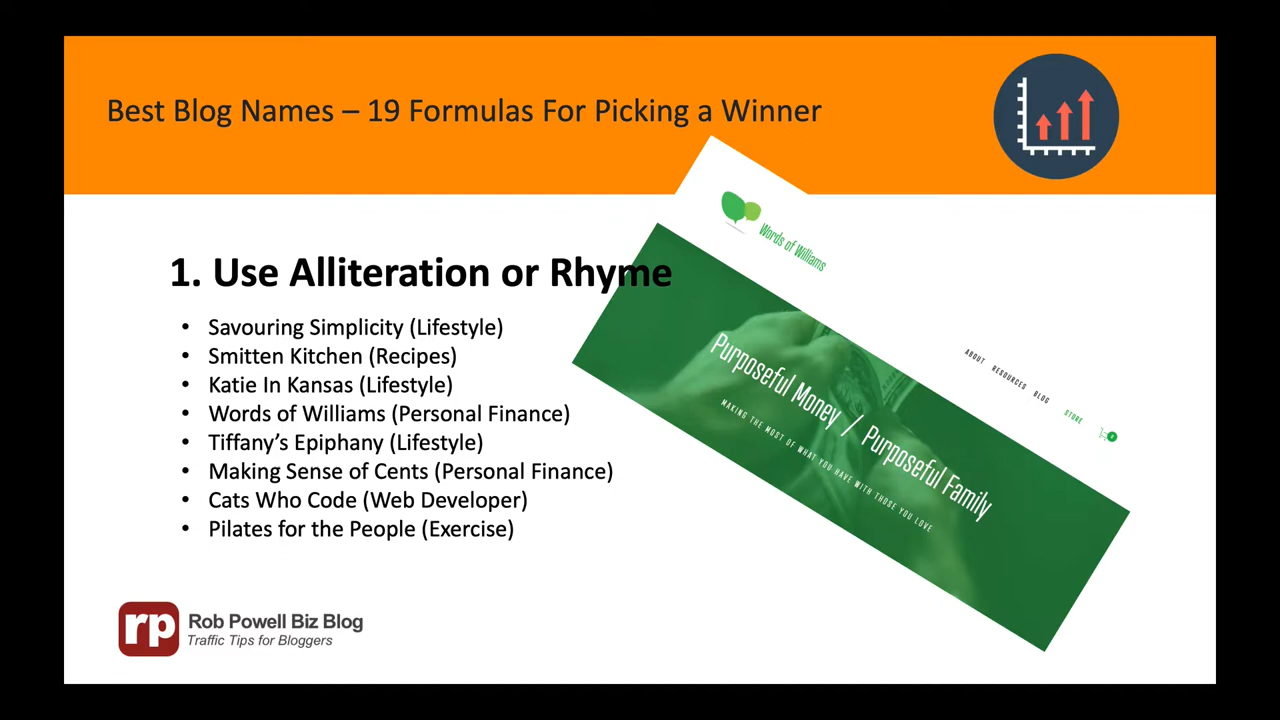 Best Blog Names – 19 Formulas For Picking a Winner
Words of Williams
1. Use Alliteration or Rhyme
• Savouring Simplicity (Lifestyle)
• Smitten Kitchen (Recipes)
• Katie In Kansas (Lifestyle)
• Words of Williams (Personal Finance)
• Tiffany’s Epiphany (Lifestyle)
• Making Sense of Cents (Personal Finance)
• Cats Who Code (Web Developer)
• Pilates for the People (Exercise)
ABOUT RESOURCES BLOG STORE
Purposeful Money / Purposeful Family
MAKING THE MOST OF WHAT YOU HAVE WITH THOSE YOU LOVE
rp Rob Powell Biz Blog
Traffic Tips for Bloggers